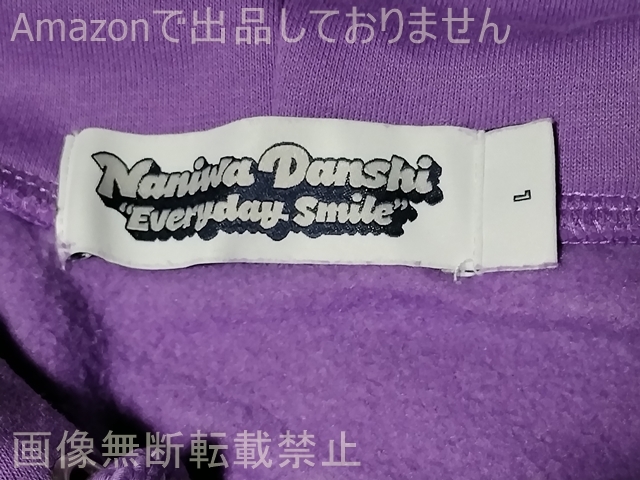 Amazonで出品しておりません
Naniwa Danshi
"Everyday Smile"
L
画像無断転載禁止